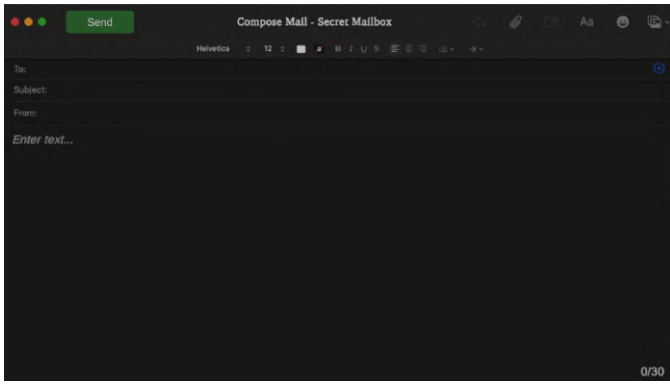 Send Compose Mail - Secret Mailbox Aa
Helvetica 12 a B I U S
To:
Subject:
From:
Enter text...
0/30